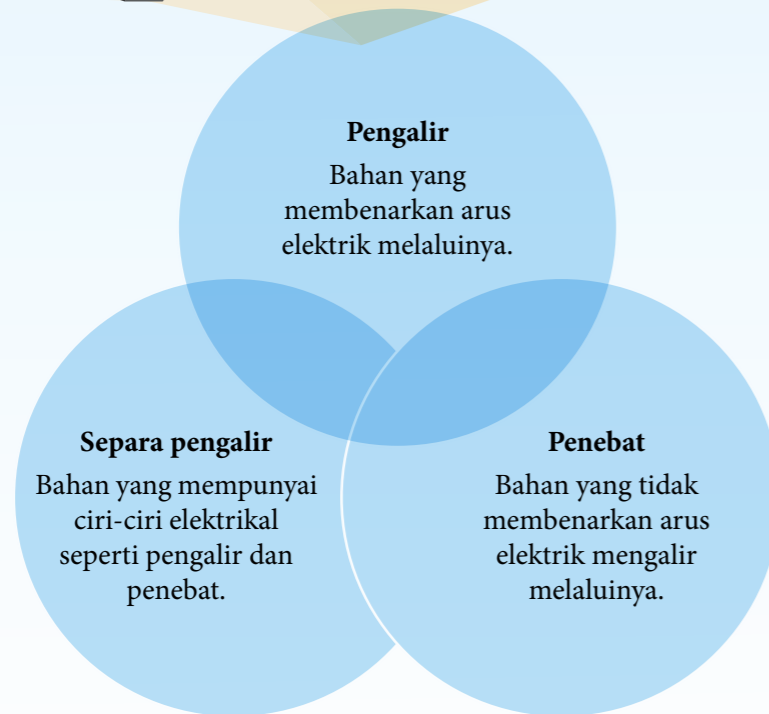 Pengalir
Bahan yang
membenarkan arus
elektrik melaluinya.
Separa pengalir
Bahan yang mempunyai
ciri-ciri elektrikal
seperti pengalir dan
penebat.
Penebat
Bahan yang tidak
membenarkan arus
elektrik mengalir
melaluinya.